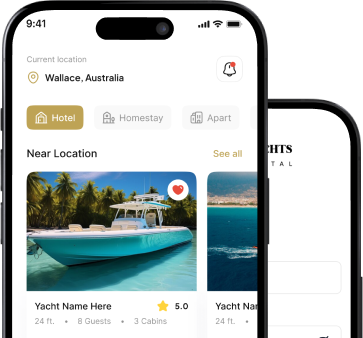 9:41
Current location
Wallace, Australia
Hotel
Homestay
Apart
Near Location
See all
Yacht Name Here
5.0
24 ft. • 8 Guests • 3 Cabins
Yacht Nar
24 ft. •
CHTS
TAL